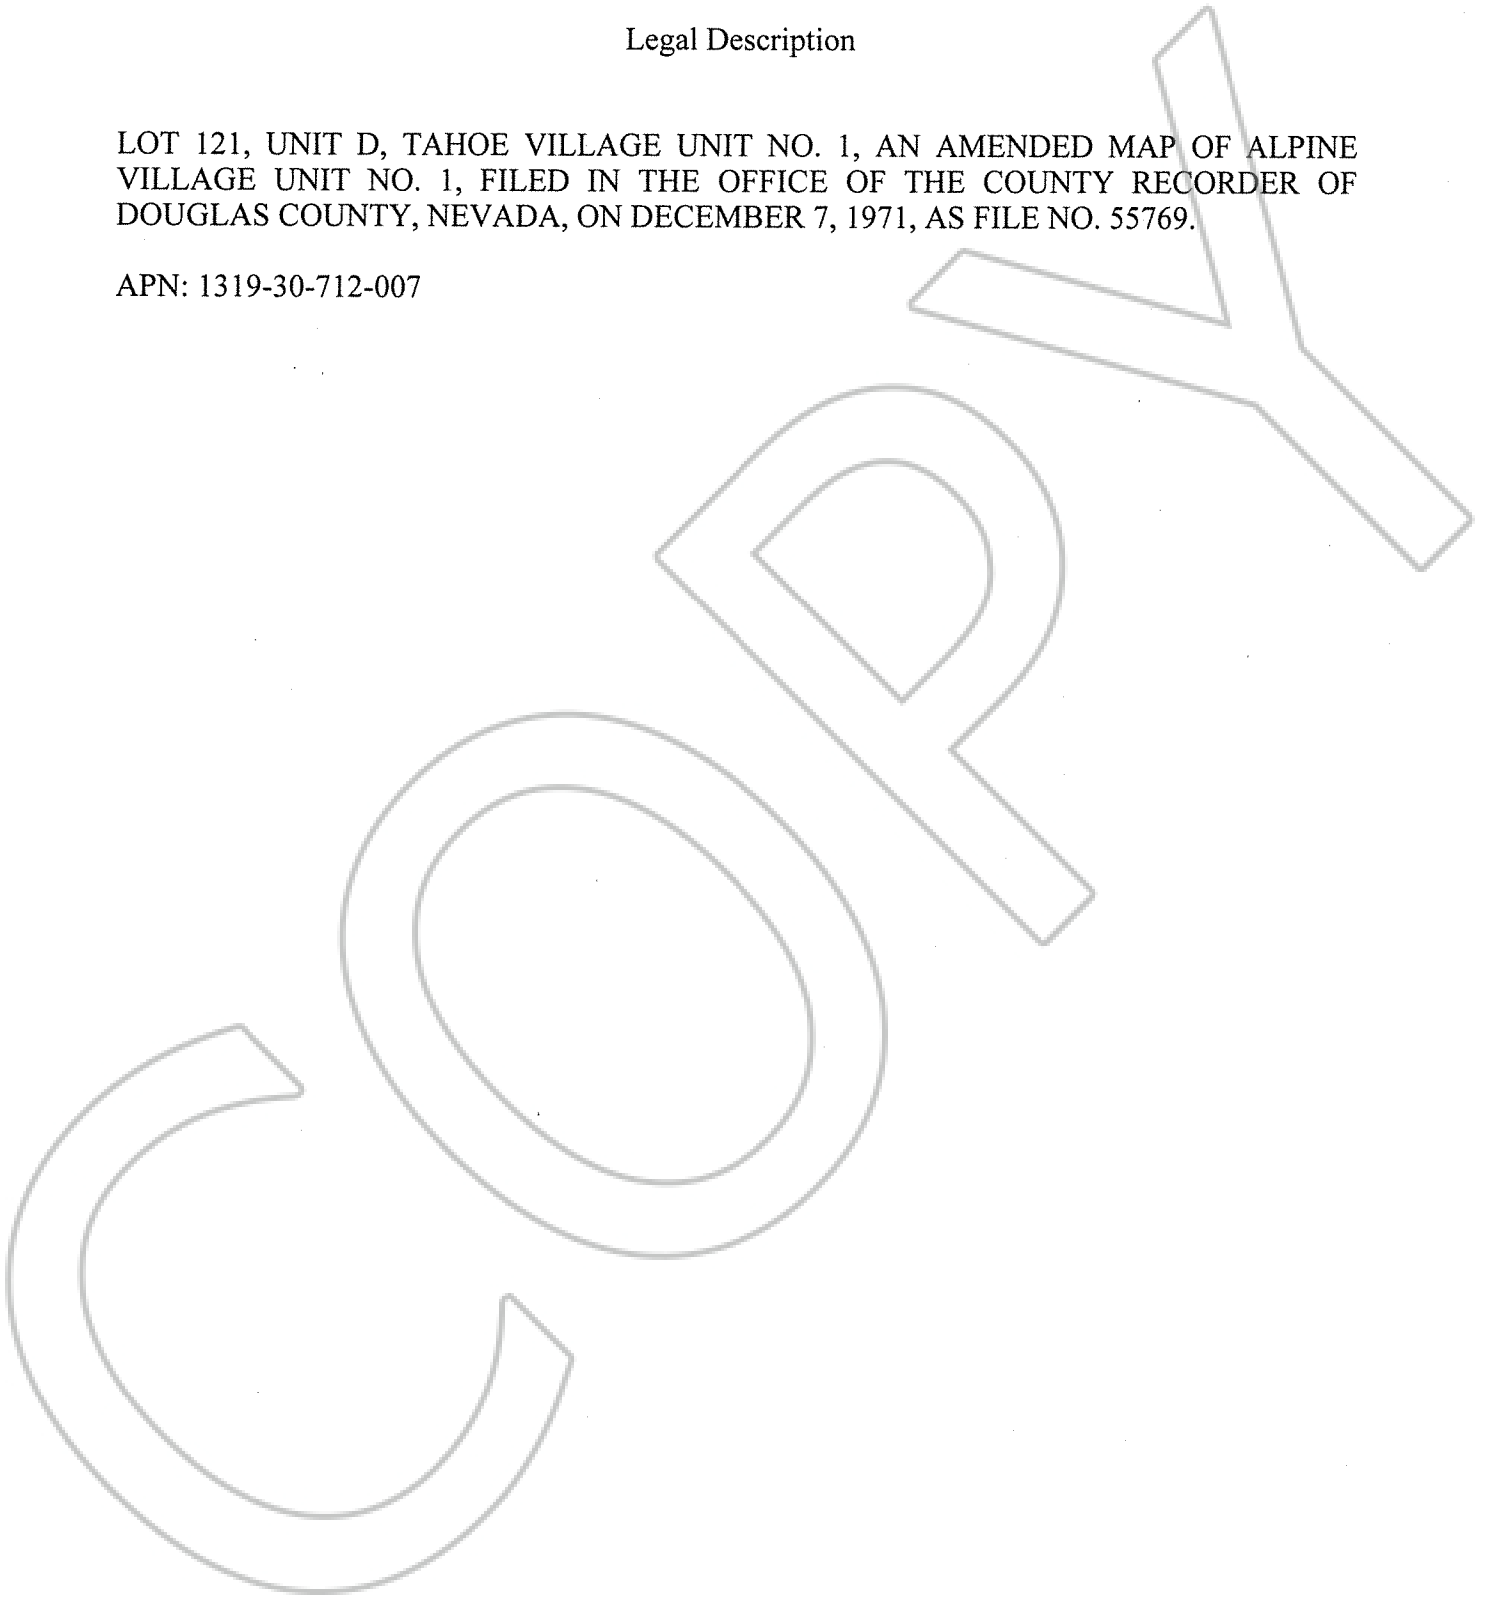 Legal Description
LOT 121, UNIT D, TAHOE VILLAGE UNIT NO. 1, AN AMENDED MAP OF ALPINE
VILLAGE UNIT NO. 1, FILED IN THE OFFICE OF THE COUNTY RECORDER OF
DOUGLAS COUNTY, NEVADA, ON DECEMBER 7, 1971, AS FILE NO. 55769.
APN: 1319-30-712-007
COPY